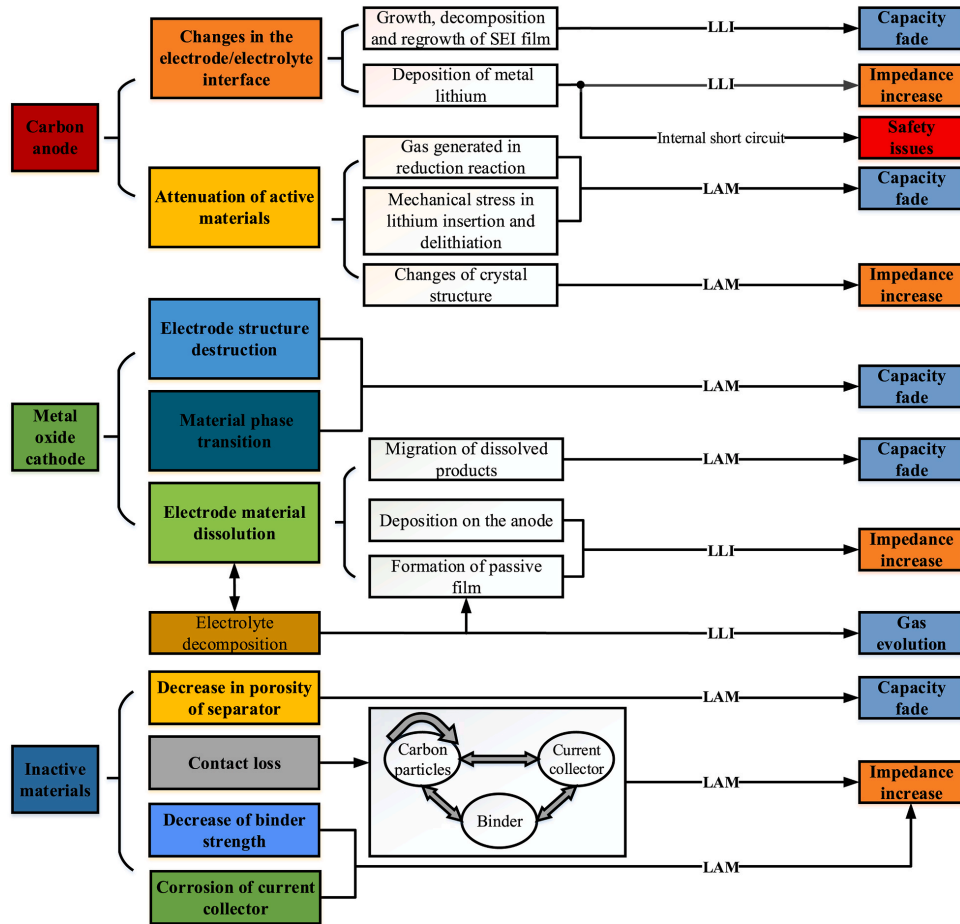 Growth, decomposition
and regrowth of SEI film
LLI
Capacity
fade
Changes in the
electrode/electrolyte
interface
Deposition of metal
lithium
LLI
Impedance
increase
Carbon
anode
Internal short circuit
Safety
issues
Gas generated in
reduction reaction
Attenuation of active
materials
LAM
Capacity
fade
Mechanical stress in
lithium insertion and
delithiation
Changes of crystal
structure
LAM
Impedance
increase
Electrode structure
destruction
LAM
Capacity
fade
Metal
oxide
cathode
Material phase
transition
Migration of dissolved
products
LAM
Capacity
fade
Electrode material
dissolution
Deposition on the anode
LLI
Impedance
increase
Formation of passive
film
Electrolyte
decomposition
LLI
Gas
evolution
Decrease in porosity
of separator
LAM
Capacity
fade
Inactive
materials
Contact loss
Carbon
particles
Current
collector
Binder
LAM
Impedance
increase
Decrease of binder
strength
LAM
Corrosion of current
collector